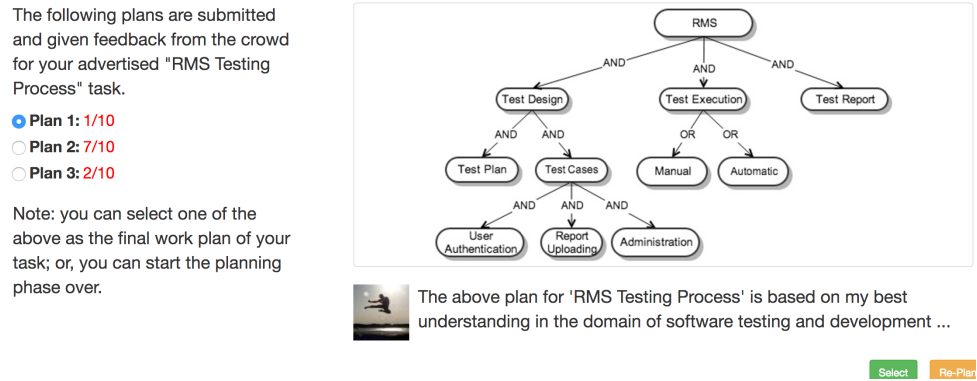 The following plans are submitted
and given feedback from the crowd
for your advertised "RMS Testing
Process" task.
Plan 1: 1/10
Plan 2: 7/10
Plan 3: 2/10
Note: you can select one of the
above as the final work plan of your
task; or, you can start the planning
phase over.
RMS
AND
AND
AND
Test Design
Test Execution
Test Report
AND
AND
OR
OR
Test Plan
Test Cases
Manual
Automatic
AND
AND
AND
User
Authentication
Report
Uploading
Administration
The above plan for 'RMS Testing Process' is based on my best
understanding in the domain of software testing and development ...
Select
Re-Plan